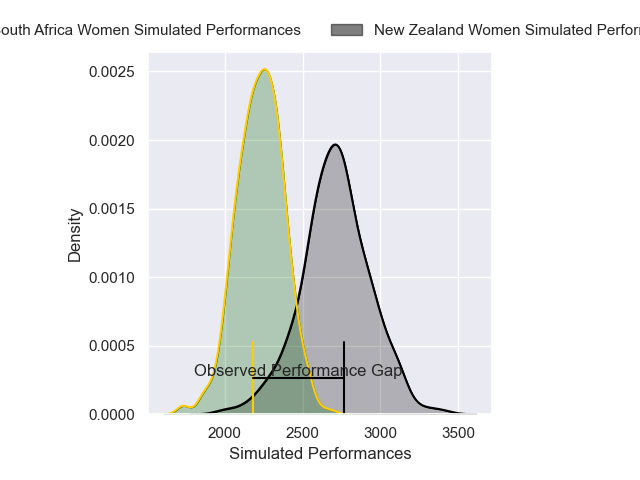 South Africa Women Simulated Performances
New Zealand Women Simulated Perfor
0.0025
0.0020
0.0015
0.0010
0.0005
0.0000
Density
Observed Performance Gap
2000 2500 3000 3500
Simulated Performances